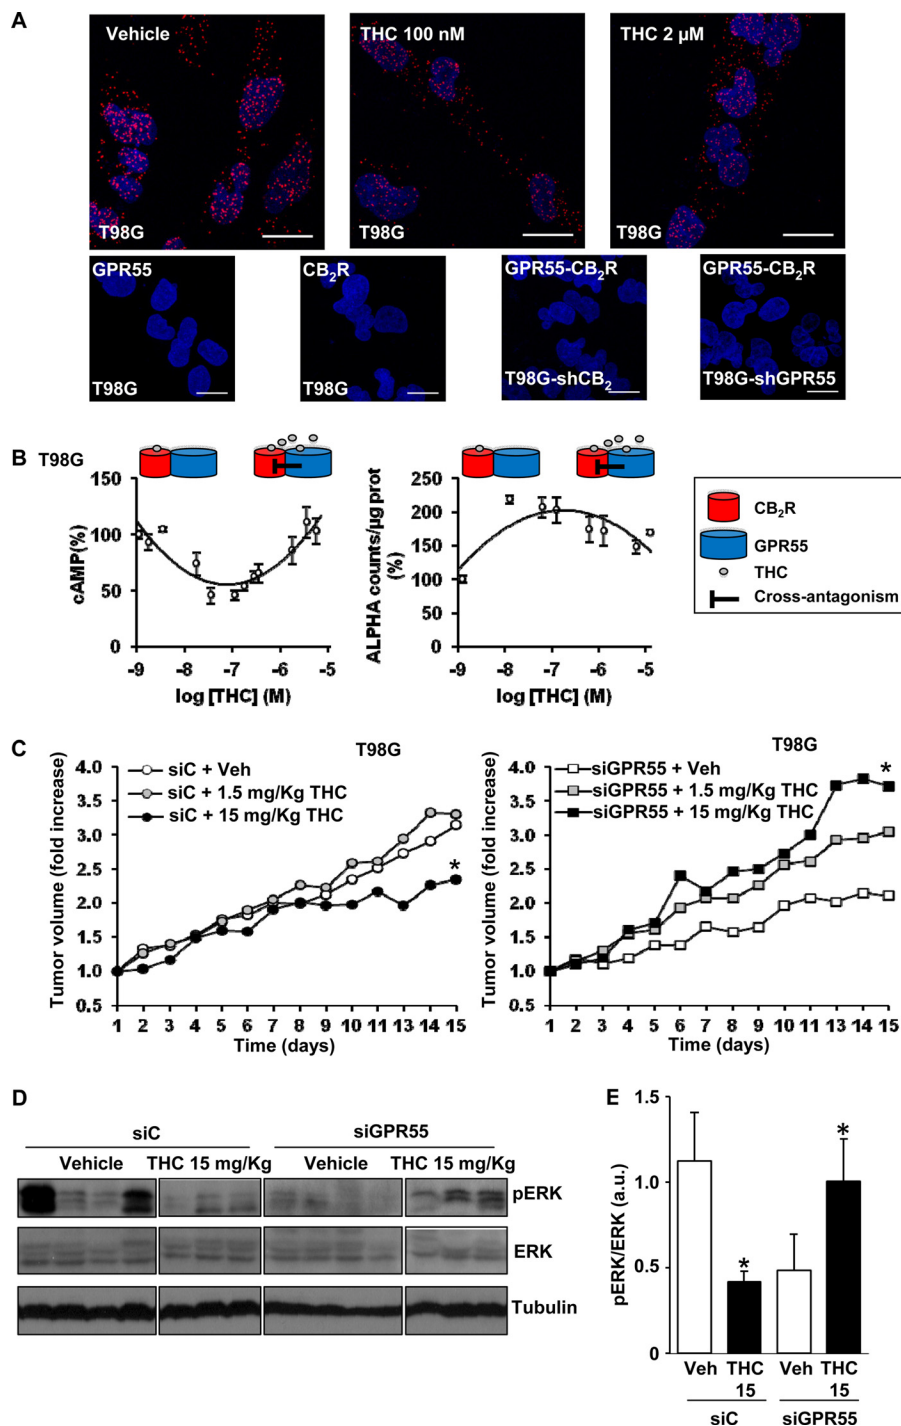 A
Vehicle
THC 100 nM
THC 2 µM
T98G
T98G
T98G
GPR55
CB2R
GPR55-CB2R
GPR55-CB2R
T98G
T98G
T98G-shCB2
T98G-shGPR55
B
T98G
cAMP(%)
150
100
50
0
-9
-8
-7
-6
-5
log [THC] (M)
ALPHA counts/µg prot
(%)
250
200
150
100
50
0
-9
-8
-7
-6
-5
log [THC] (M)
CB2R
GPR55
THC
Cross-antagonism
C
T98G
Tumor volume (fold increase)
4.0
3.5
3.0
2.5
2.0
1.5
1.0
0.5
siC + Veh
siC + 1.5 mg/Kg THC
siC + 15 mg/Kg THC
*
1 2 3 4 5 6 7 8 9 10 11 13 14 15
Time (days)
T98G
Tumor volume (fold increase)
4.0
3.5
3.0
2.5
2.0
1.5
1.0
0.5
siGPR55 + Veh
siGPR55 + 1.5 mg/Kg THC
siGPR55 + 15 mg/Kg THC
*
1 2 3 4 5 6 7 8 9 10 11 13 14 15
Time (days)
D
siC
siGPR55
Vehicle
THC 15 mg/Kg
Vehicle
THC 15 mg/Kg
pERK
ERK
Tubulin
E
pERK/ERK (a.u.)
1.5
1.0
0.5
0
*
*
Veh
THC
15
Veh
THC
15
siC
siGPR55